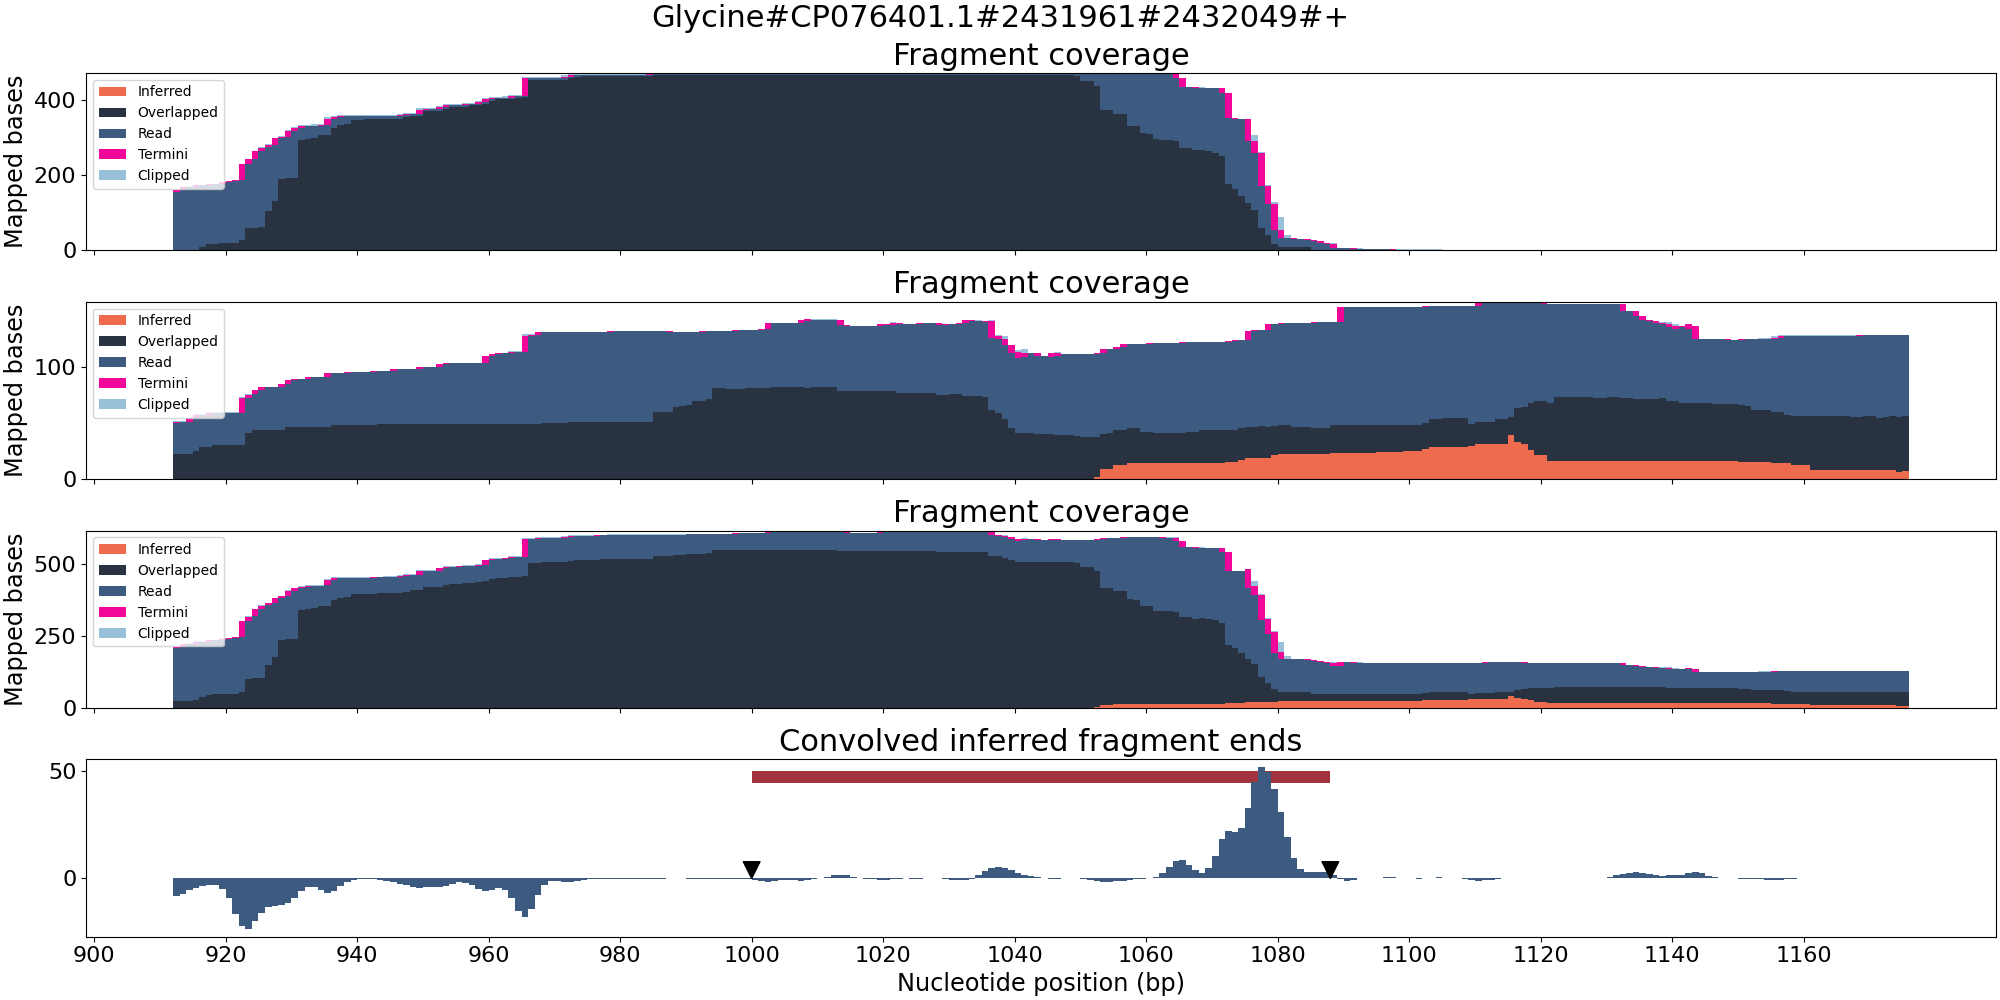 Glycine#CP076401.1#2431961#2432049#+
Fragment coverage
Mapped bases
400
200
0
Inferred
Overlapped
Read
Termini
Clipped
Fragment coverage
Mapped bases
100
0
Inferred
Overlapped
Read
Termini
Clipped
Fragment coverage
Mapped bases
500
250
0
Inferred
Overlapped
Read
Termini
Clipped
Convolved inferred fragment ends
50
0
900 920 940 960 980 1000 1020 1040 1060 1080 1100 1120 1140 1160
Nucleotide position (bp)